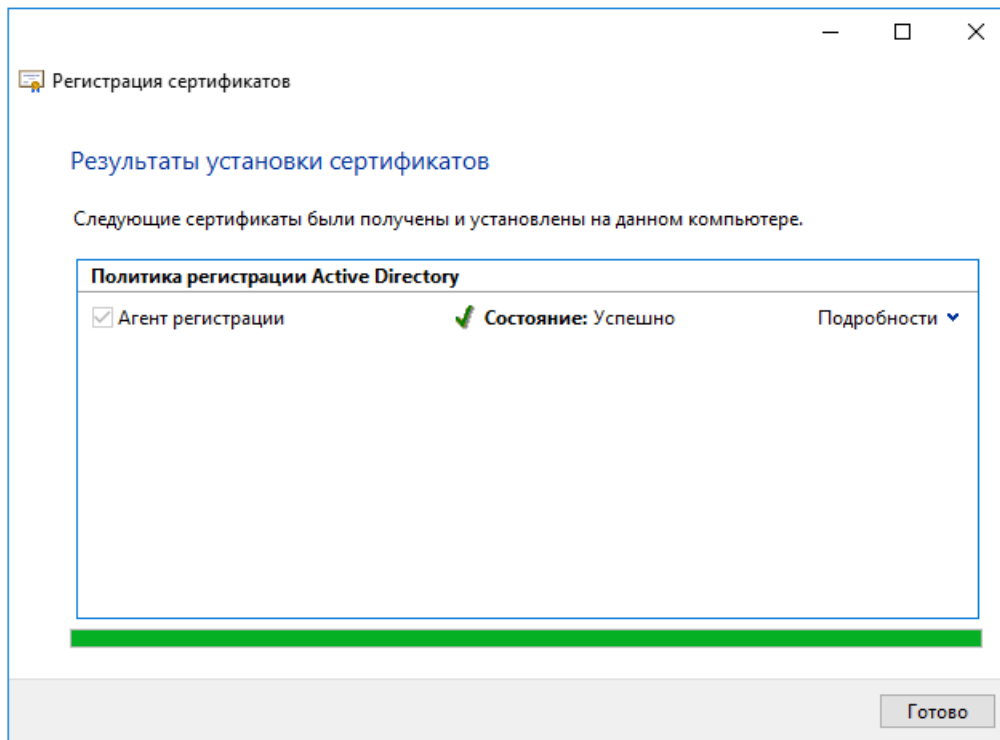 Регистрация сертификатов
Результаты установки сертификатов
Следующие сертификаты были получены и установлены на данном компьютере.
Политика регистрации Active Directory
Агент регистрации Состояние: Успешно Подробности
Готово